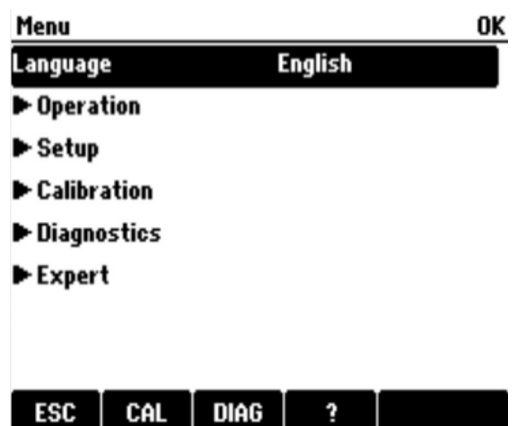 Menu OK
Language English
Operation
Setup
Calibration
Diagnostics
Expert
ESC CAL DIAG ?